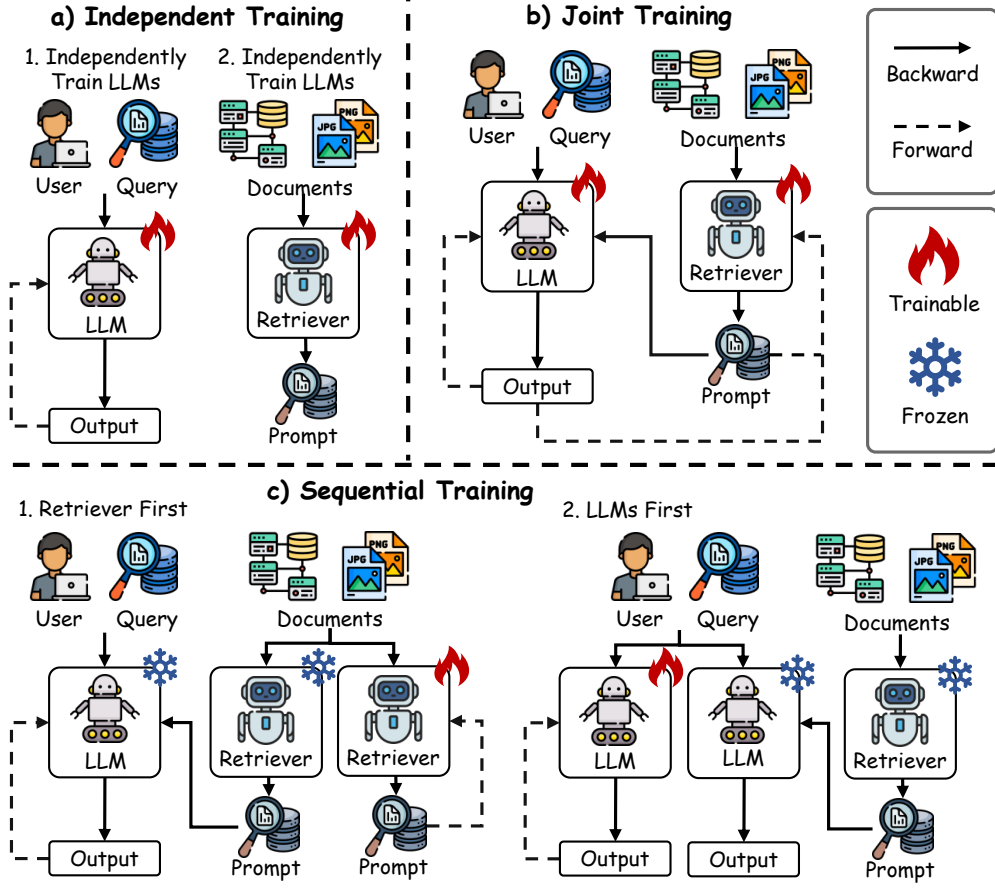 a) Independent Training
1. Independently
Train LLMs
2. Independently
Train LLMs
PNG
JPG
User
Query
Documents
LLM
Retriever
Output
Prompt
b) Joint Training
PNG
JPG
User
Query
Documents
LLM
Retriever
Output
Prompt
Backward
Forward
Trainable
Frozen
c) Sequential Training
1. Retriever First
PNG
JPG
User
Query
Documents
LLM
Retriever
Retriever
Output
Prompt
Prompt
2. LLMs First
PNG
JPG
User
Query
Documents
LLM
LLM
Retriever
Output
Output
Prompt